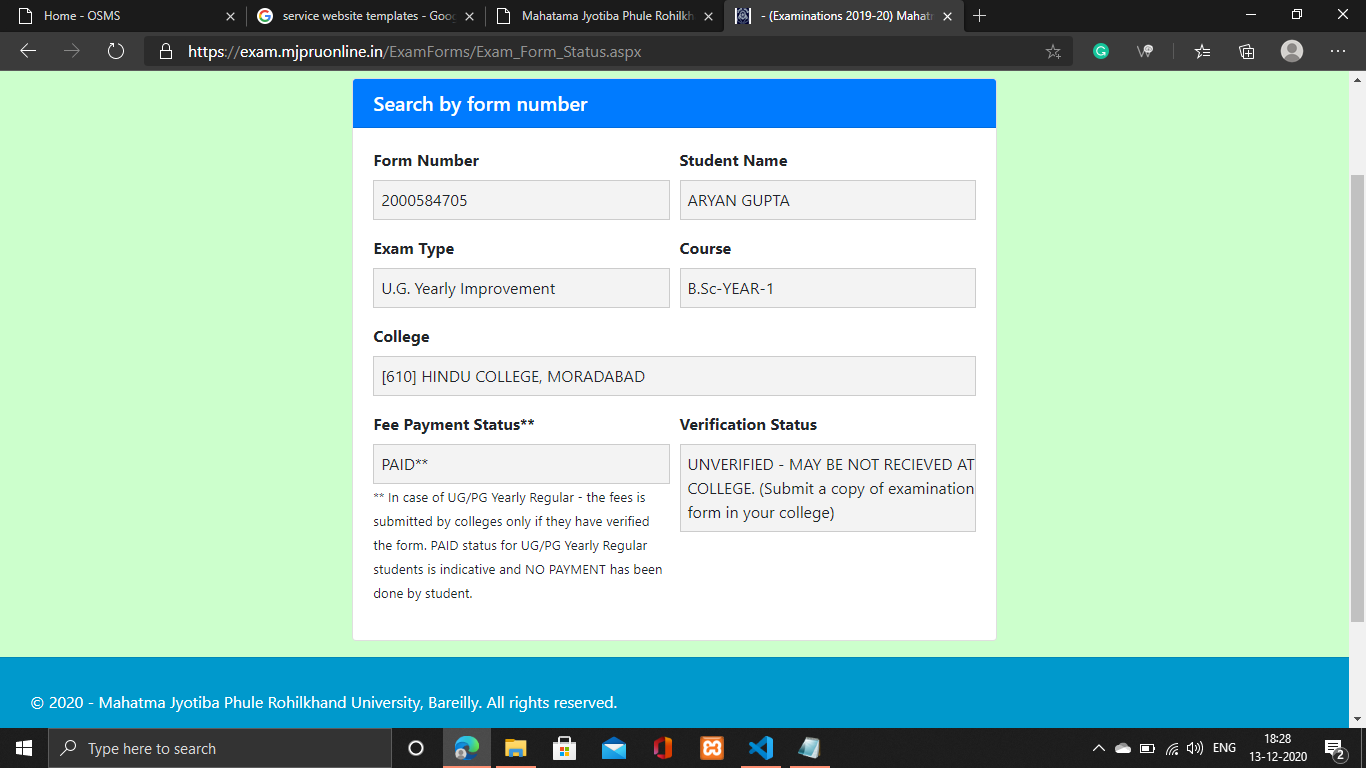 Home - OSMS
service website templates - Goog
Mahatama Jyotiba Phule Rohilkh
- (Examinations 2019-20) Mahatm
https://exam.mjpruonline.in/ExamForms/Exam_Form_Status.aspx
Search by form number
Form Number
Student Name
2000584705
ARYAN GUPTA
Exam Type
Course
U.G. Yearly Improvement
B.Sc-YEAR-1
College
[610] HINDU COLLEGE, MORADABAD
Fee Payment Status**
Verification Status
PAID**
UNVERIFIED - MAY BE NOT RECIEVED AT
COLLEGE. (Submit a copy of examination
form in your college)
** In case of UG/PG Yearly Regular - the fees is
submitted by colleges only if they have verified
the form. PAID status for UG/PG Yearly Regular
students is indicative and NO PAYMENT has been
done by student.
© 2020 - Mahatma Jyotiba Phule Rohilkhand University, Bareilly. All rights reserved.
Type here to search
ENG
18:28
13-12-2020
2